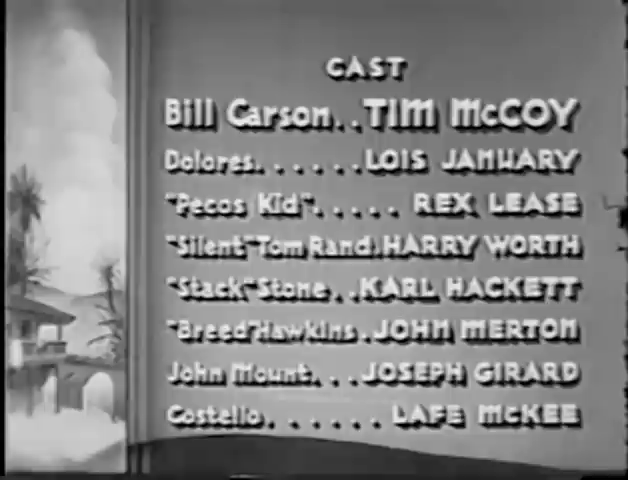 CAST
Bill Carson..TIM McCOY
Dolores......LOIS JANUARY
"Pecos Kid"..... REX LEASE
"Silent"Tom Rand.HARRY WORTH
"Stack"Stone..KARL HACKETT
"Breed"Hawkins.JOHN MERTON
John Mount...JOSEPH GIRARD
Costello...... LAFE McKEE